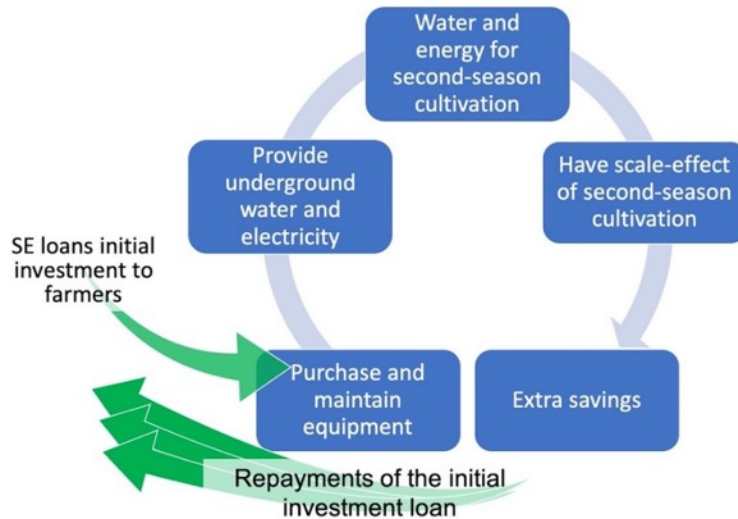 Water and
energy for
second-season
cultivation
Provide
underground
water and
electricity
Have scale-effect
of second-season
cultivation
SE loans initial
investment to
farmers
Purchase and
maintain
equipment
Extra savings
Repayments of the initial
investment loan